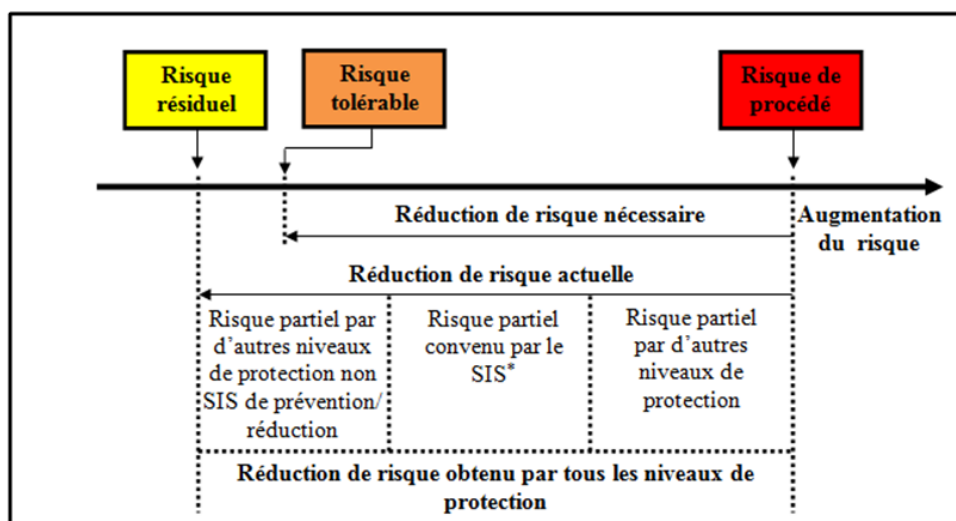 Risque
résiduel
Risque
tolérable
Risque de
procédé
Réduction de risque nécessaire
Augmentation
du risque
Réduction de risque actuelle
Risque partiel par
d’autres niveaux
de protection non
SIS de prévention/
réduction
Risque partiel
convenu par le
SIS*
Risque partiel
par d’autres
niveaux de
protection
Réduction de risque obtenu par tous les niveaux de
protection